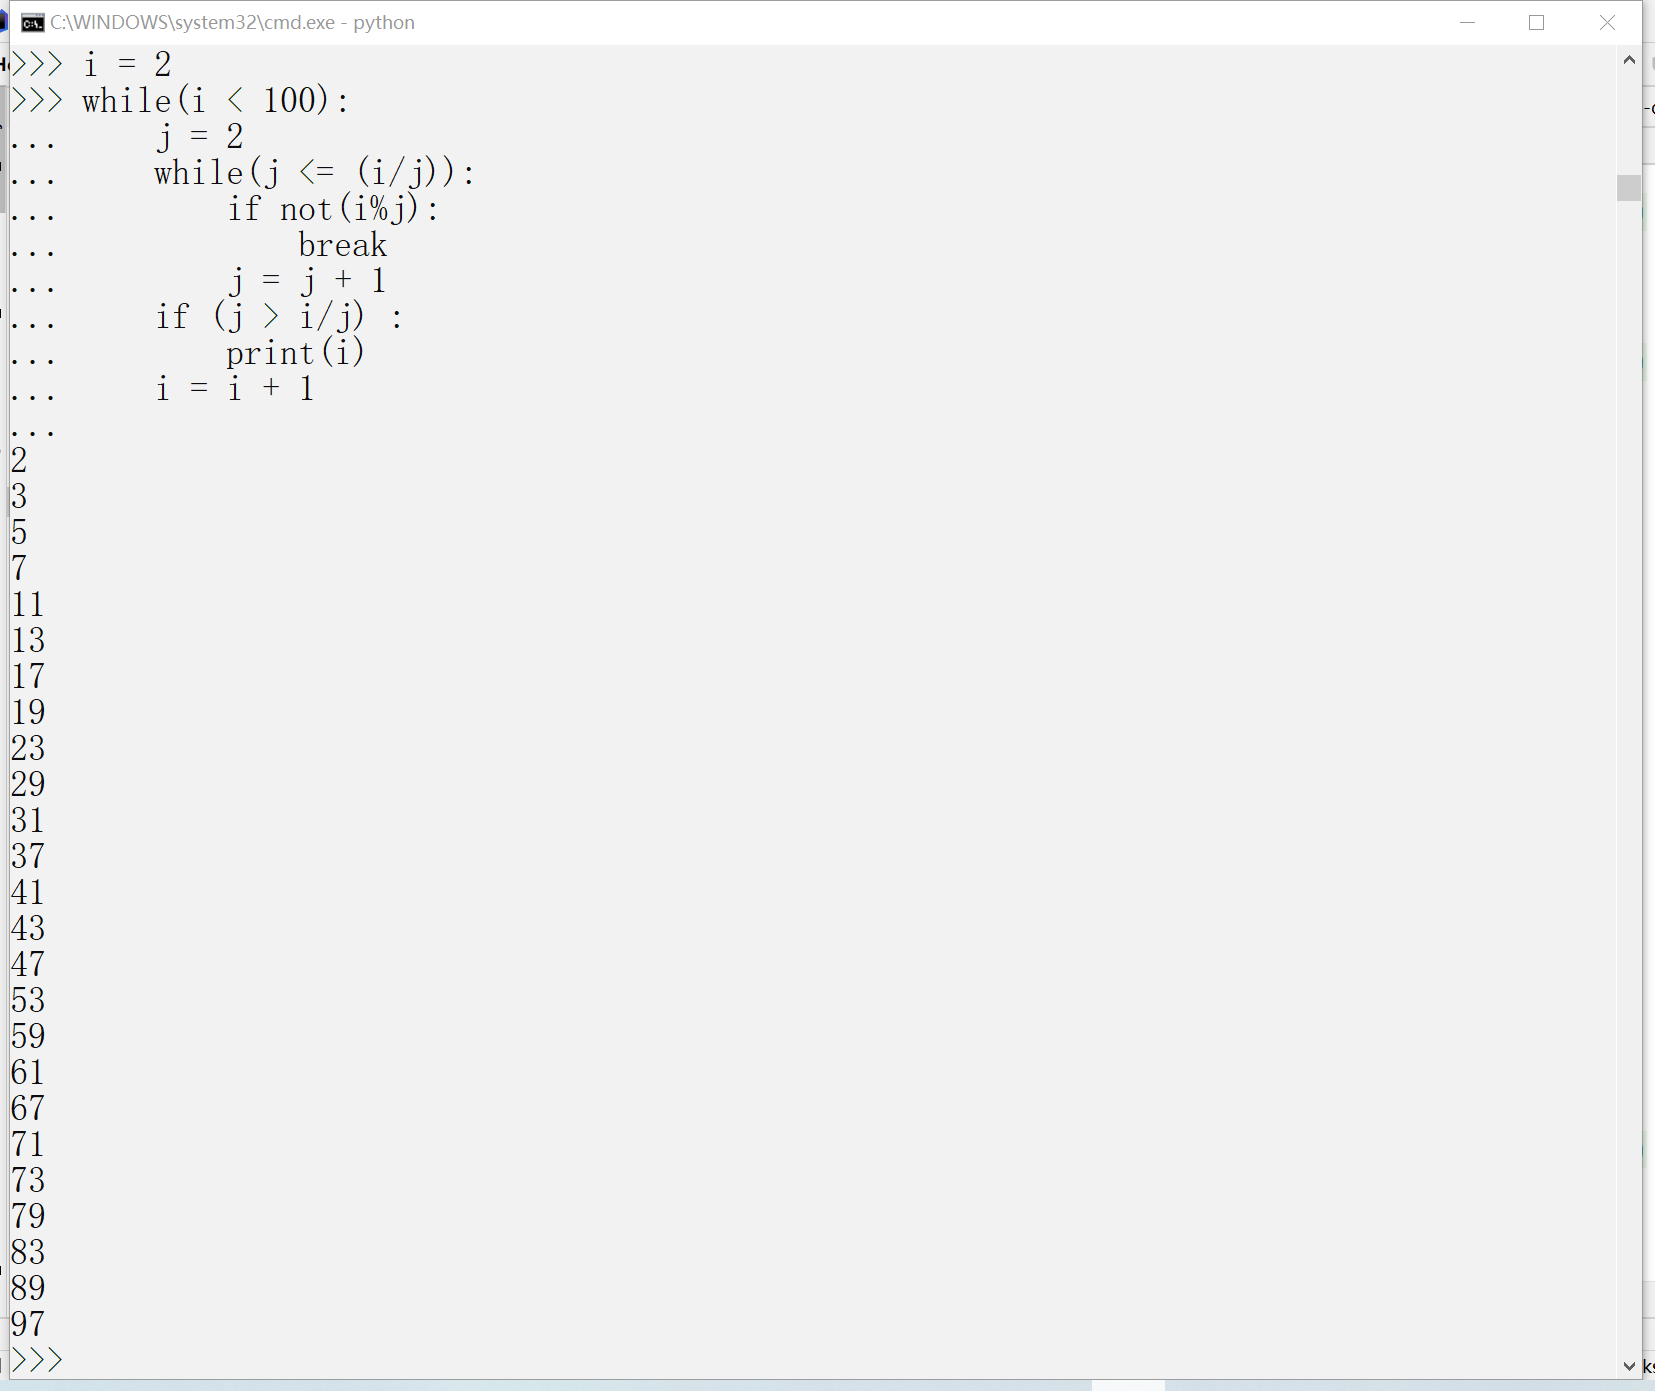 C:\WINDOWS\system32\cmd.exe - python
>>> i = 2
>>> while(i < 100):
...     j = 2
...     while(j <= (i/j)):
...         if not(i%j):
...             break
...         j = j + 1
...     if (j > i/j) :
...         print(i)
...     i = i + 1
...
2
3
5
7
11
13
17
19
23
29
31
37
41
43
47
53
59
61
67
71
73
79
83
89
97
>>>